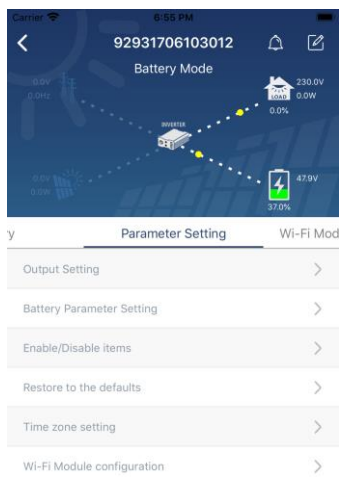 Carrier 6:55 PM
92931706103012
Battery Mode
0.0V
0.0Hz
230.0V
LOAD 0.0W
0.0%
INVERTER
0.0V
0.0W
47.9V
37.0%
y Parameter Setting Wi-Fi Mod
Output Setting
Battery Parameter Setting
Enable/Disable items
Restore to the defaults
Time zone setting
Wi-Fi Module configuration